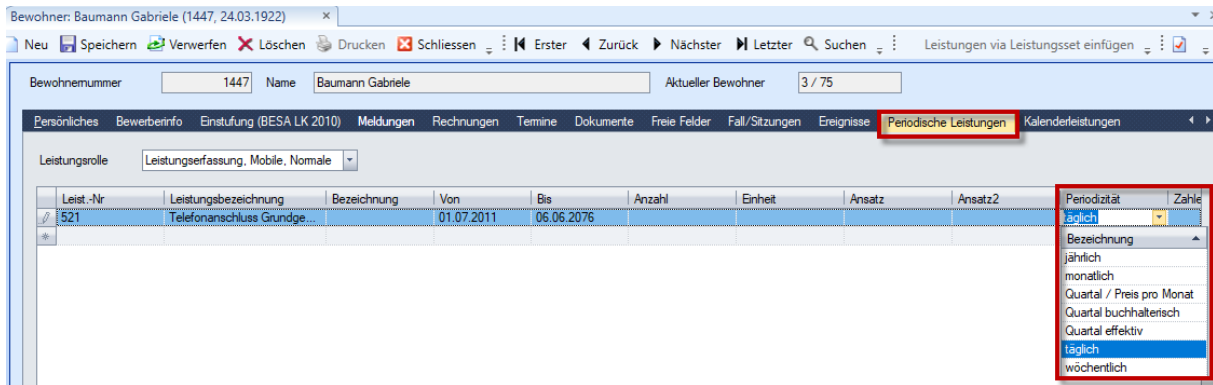 Bewohner: Baumann Gabriele (1447, 24.03.1922)
Neu Speichern Verwerfen Löschen Drucken Schliessen Erster Zurück Nächster Letzter Suchen Leistungen via Leistungsset einfügen
Bewohnernummer 1447 Name Baumann Gabriele Aktueller Bewohner 3 / 75
Persönliches Bewerberinfo Einstufung (BESA LK 2010) Meldungen Rechnungen Termine Dokumente Freie Felder Fall/Sitzungen Ereignisse Periodische Leistungen Kalenderleistungen
Leistungsrolle Leistungserfassung, Mobile, Normale
Leist.-Nr Leistungsbezeichnung Bezeichnung Von Bis Anzahl Einheit Ansatz Ansatz2 Periodizität Zahle
521 Telefonanschluss Grundge... 01.07.2011 06.06.2076 täglich
Bezeichnung
jährlich
monatlich
Quartal / Preis pro Monat
Quartal buchhalterisch
Quartal effektiv
täglich
wöchentlich